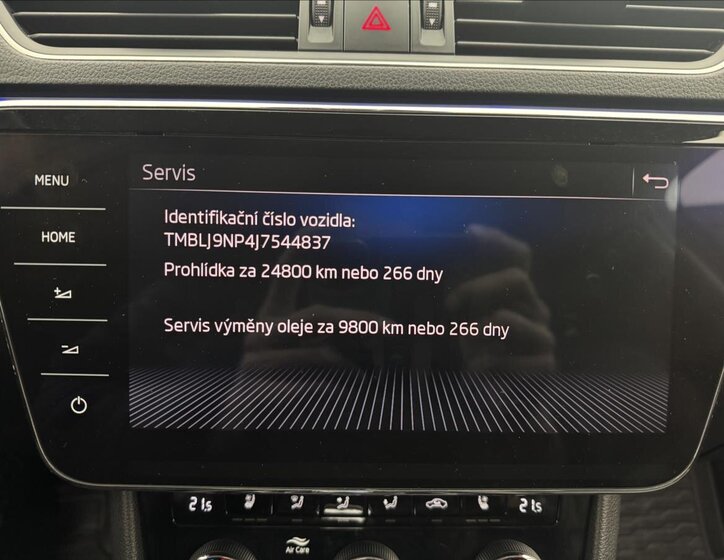 MENU
Servis
HOME
Identifikační číslo vozidla:
TMBLJ9NP4J7544837
Prohlídka za 24800 km nebo 266 dny
Servis výměny oleje za 9800 km nebo 266 dny
21.5
21.5
Air Care